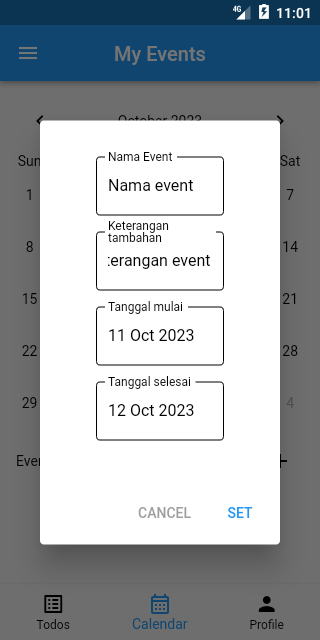 4G 11:01
My Events
October 2023
Sun Sat
1 7
8 14
15 21
22 28
29 4
Nama Event
Nama event
Keterangan
tambahan
terangan event
Tanggal mulai
11 Oct 2023
Tanggal selesai
12 Oct 2023
CANCEL SET
Todos Calendar Profile